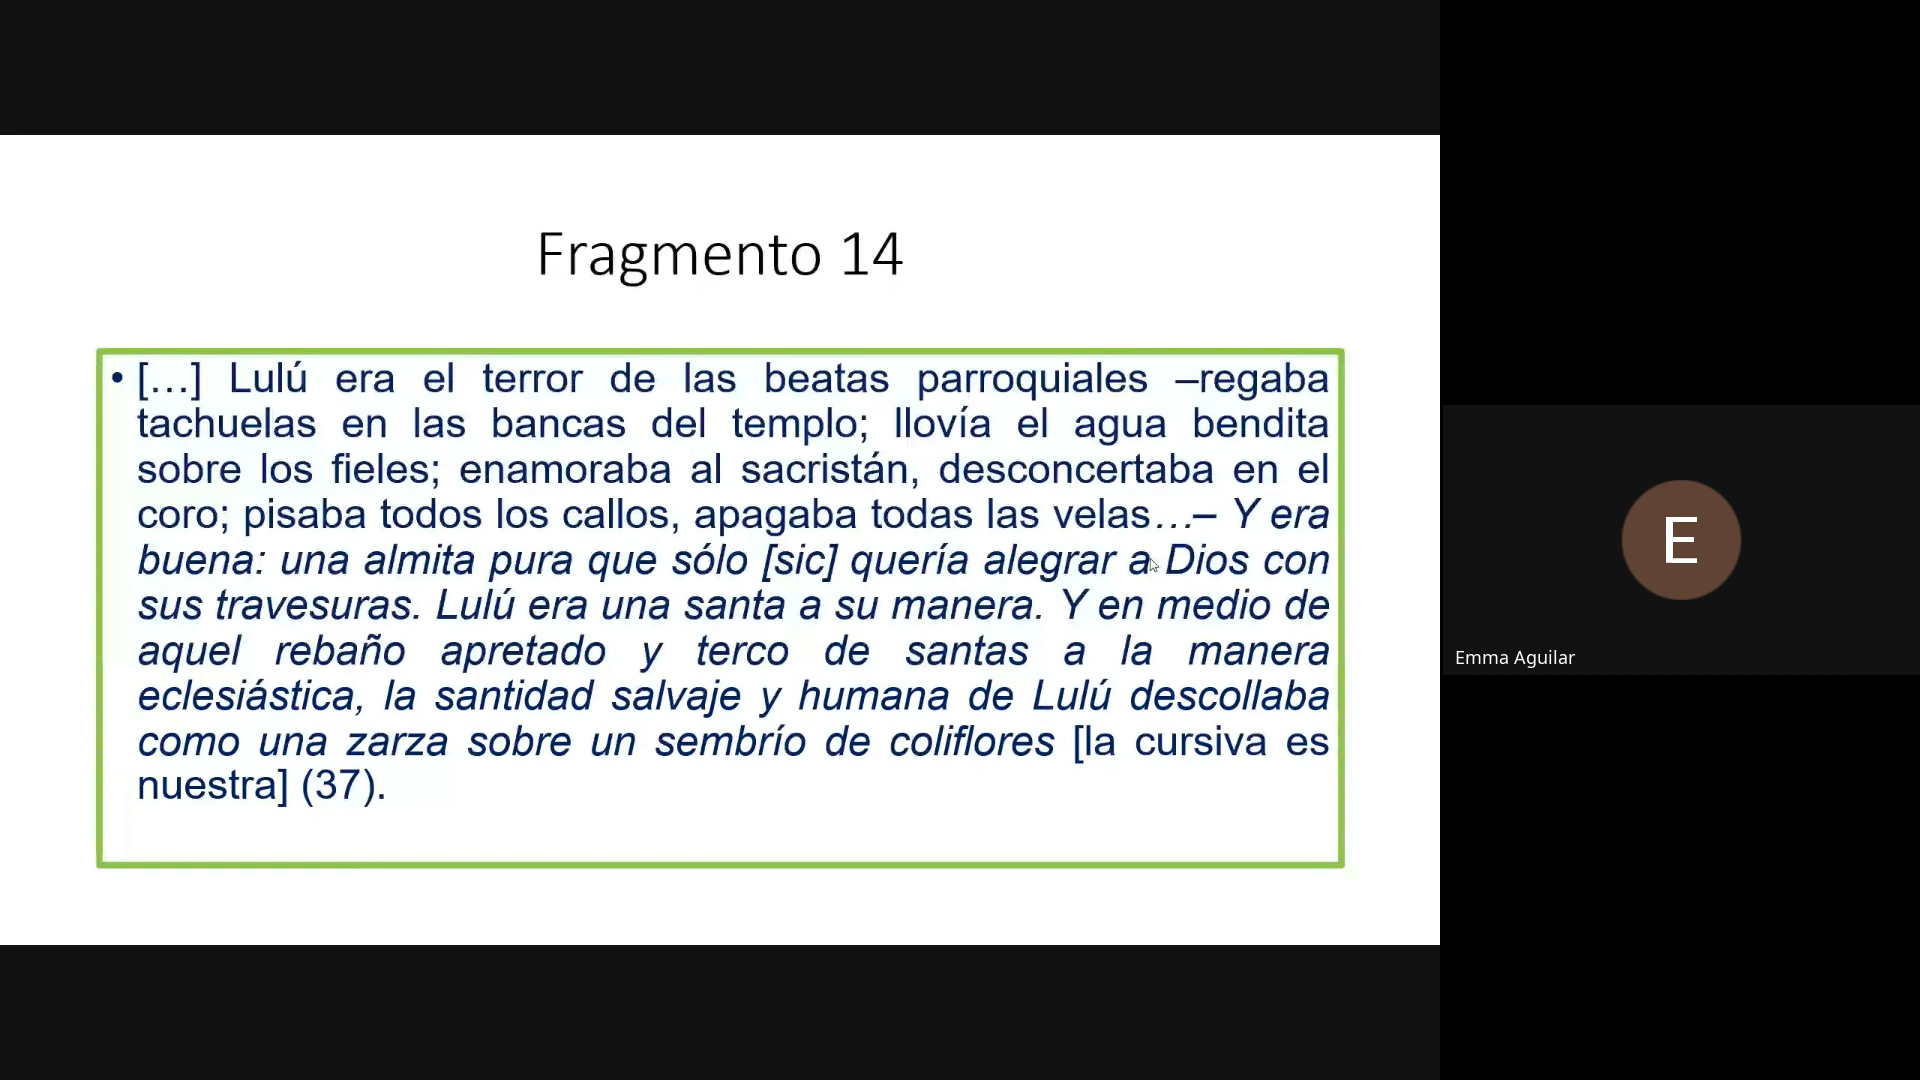 Fragmento 14
• […] Lulú era el terror de las beatas parroquiales –regaba
tachuelas en las bancas del templo; llovía el agua bendita
sobre los fieles; enamoraba al sacristán, desconcertaba en el
coro; pisaba todos los callos, apagaba todas las velas…– Y era
buena: una almita pura que sólo [sic] quería alegrar a Dios con
sus travesuras. Lulú era una santa a su manera. Y en medio de
aquel rebaño apretado y terco de santas a la manera
eclesiástica, la santidad salvaje y humana de Lulú descollaba
como una zarza sobre un sembrío de coliflores [la cursiva es
nuestra] (37).
E
Emma Aguilar